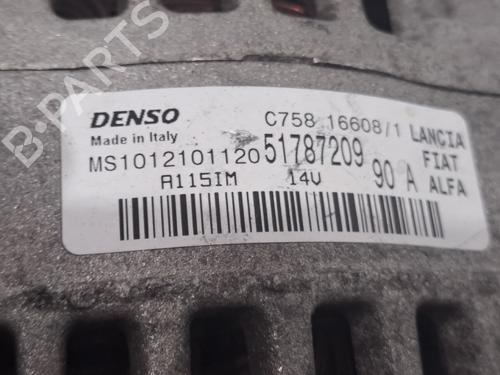 DENSO
C758 16608/1 LANCIA
Made in Italy
51787209 FIAT
MS1012101120
90 A ALFA
A115IM 14V
B-PARTS